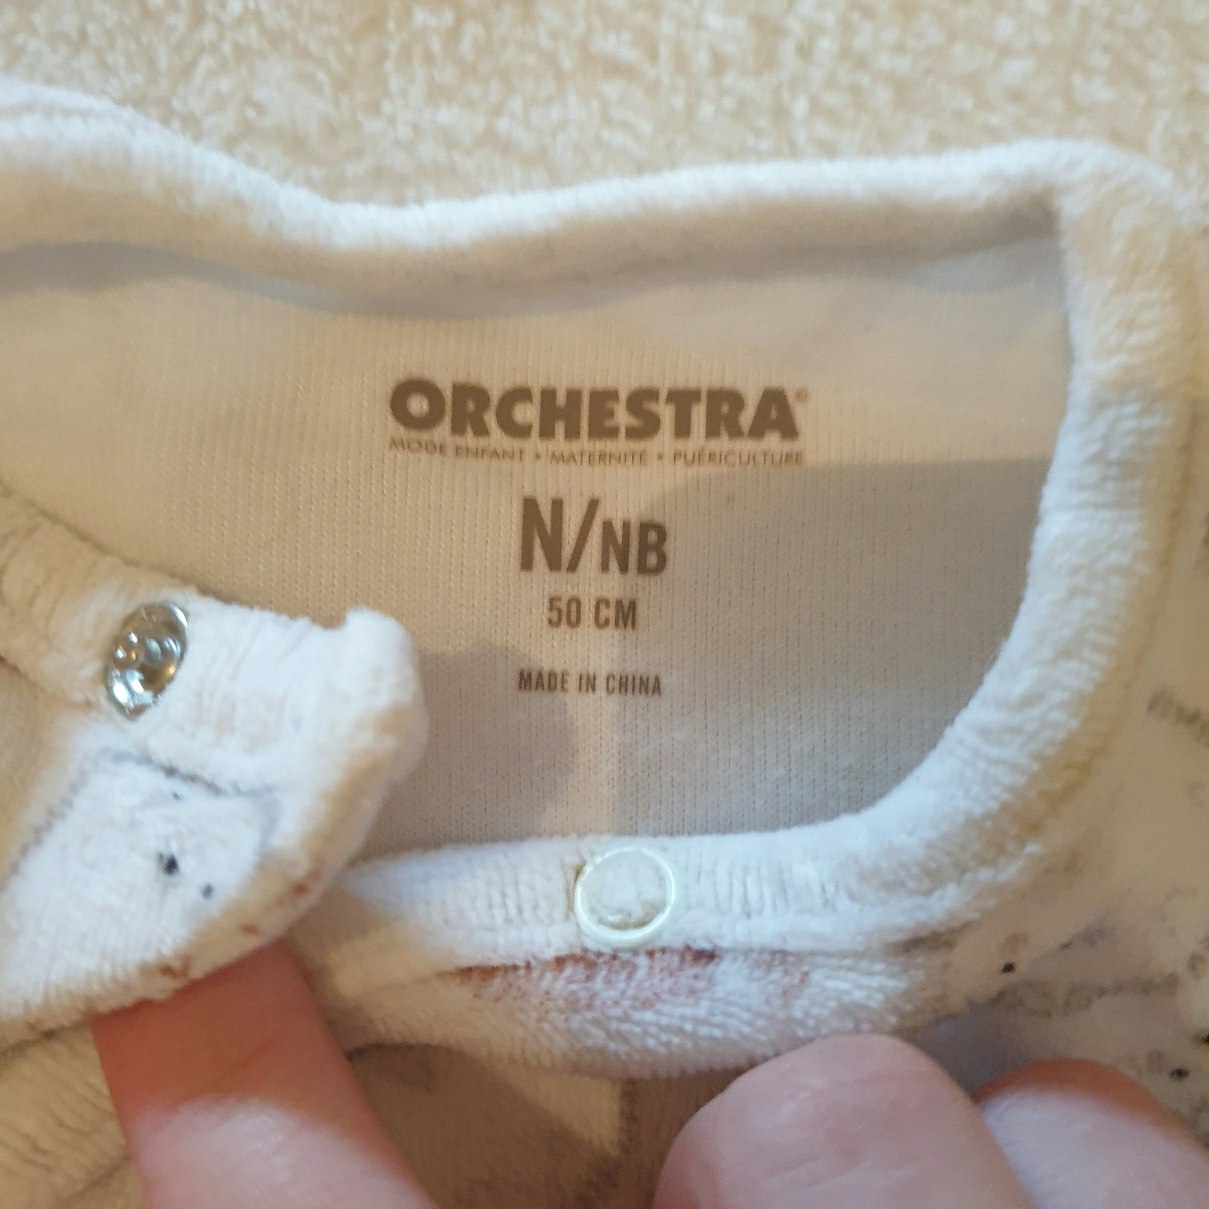 ORCHESTRA®
MODE ENFANT • MATERNITÉ • PUÉRICULTURE
N/NB
50 CM
MADE IN CHINA